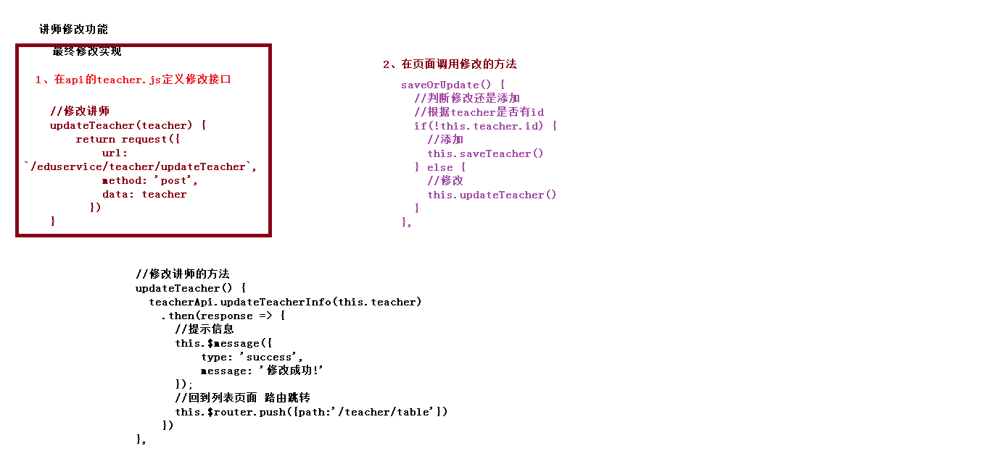 讲师修改功能
最终修改实现
1、在api的teacher.js定义修改接口
//修改讲师
updateTeacher(teacher) {
return request({
url:
`/eduservice/teacher/updateTeacher`,
method: 'post',
data: teacher
})
}
2、在页面调用修改的方法
saveOrUpdate() {
//判断修改还是添加
//根据teacher是否有id
if(!this.teacher.id) {
//添加
this.saveTeacher()
} else {
//修改
this.updateTeacher()
}
},
//修改讲师的方法
updateTeacher() {
teacherApi.updateTeacherInfo(this.teacher)
.then(response => {
//提示信息
this.$message({
type: 'success',
message: '修改成功!'
});
//回到列表页面 路由跳转
this.$router.push({path:'/teacher/table'})
})
},